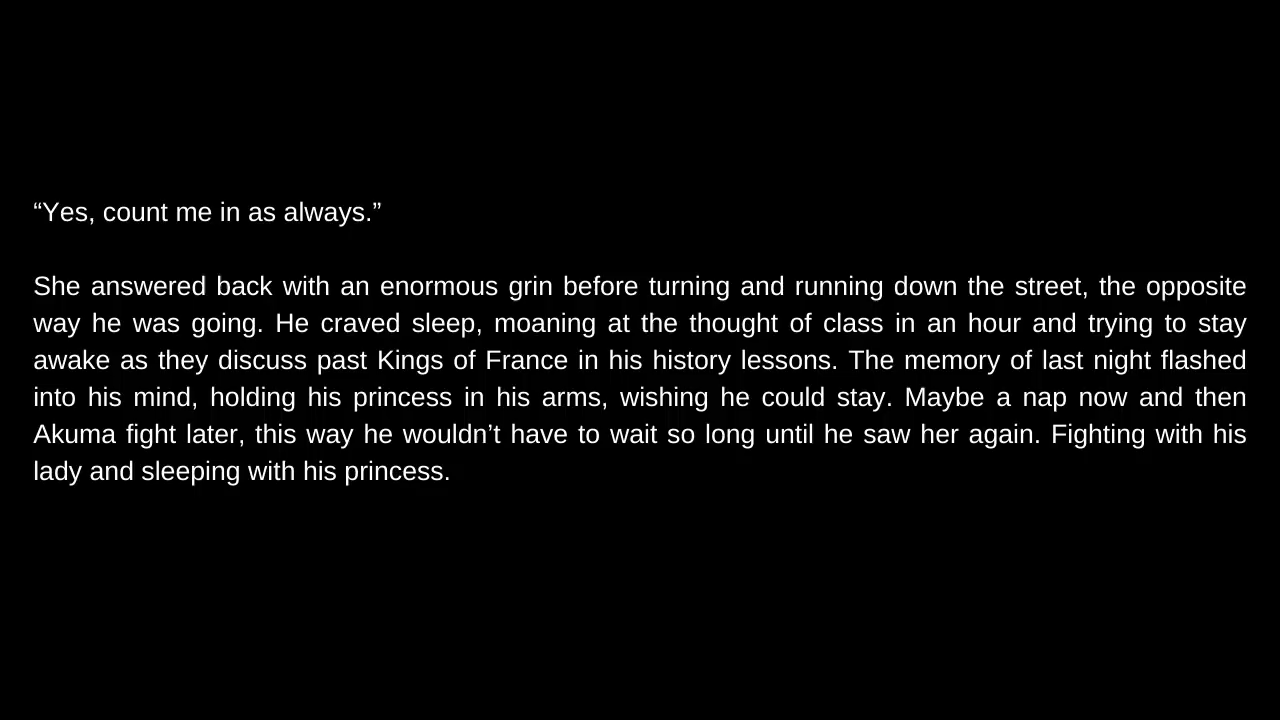 “Yes, count me in as always.”
She answered back with an enormous grin before turning and running down the street, the opposite
way he was going. He craved sleep, moaning at the thought of class in an hour and trying to stay
awake as they discuss past Kings of France in his history lessons. The memory of last night flashed
into his mind, holding his princess in his arms, wishing he could stay. Maybe a nap now and then
Akuma fight later, this way he wouldn’t have to wait so long until he saw her again. Fighting with his
lady and sleeping with his princess.